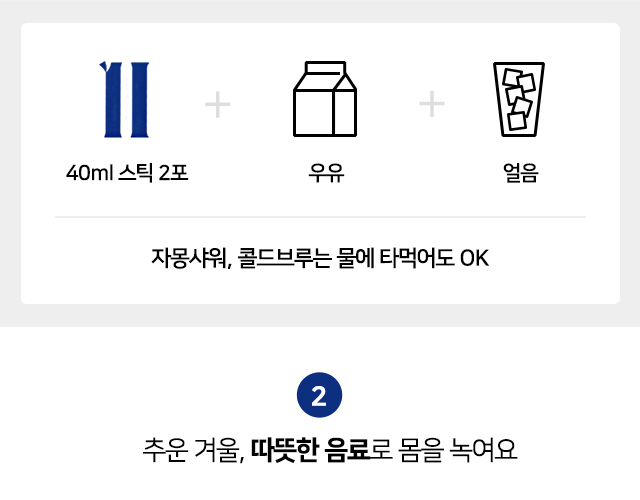 40ml 스틱 2포
우유
얼음
자몽샤워, 콜드브루는 물에 타먹어도 OK
2
추운 겨울, 따뜻한 음료로 몸을 녹여요